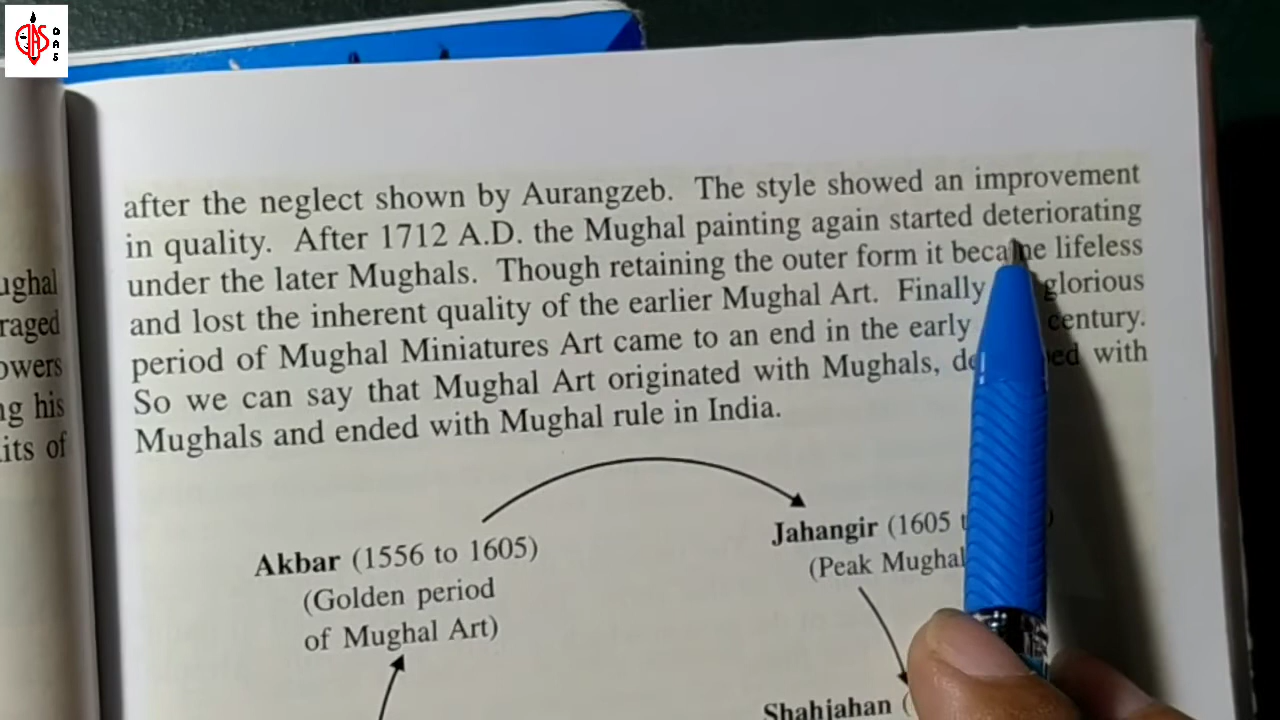 DAS
ughal
raged
owers
ng his
its of
after the neglect shown by Aurangzeb. The style showed an improvement
in quality. After 1712 A.D. the Mughal painting again started deteriorating
under the later Mughals. Though retaining the outer form it became lifeless
and lost the inherent quality of the earlier Mughal Art. Finally glorious
period of Mughal Miniatures Art came to an end in the early century.
So we can say that Mughal Art originated with Mughals, with
Mughals and ended with Mughal rule in India.
Akbar (1556 to 1605)
(Golden period
of Mughal Art)
Jahangir (1605
(Peak Mughal
Shahjahan (